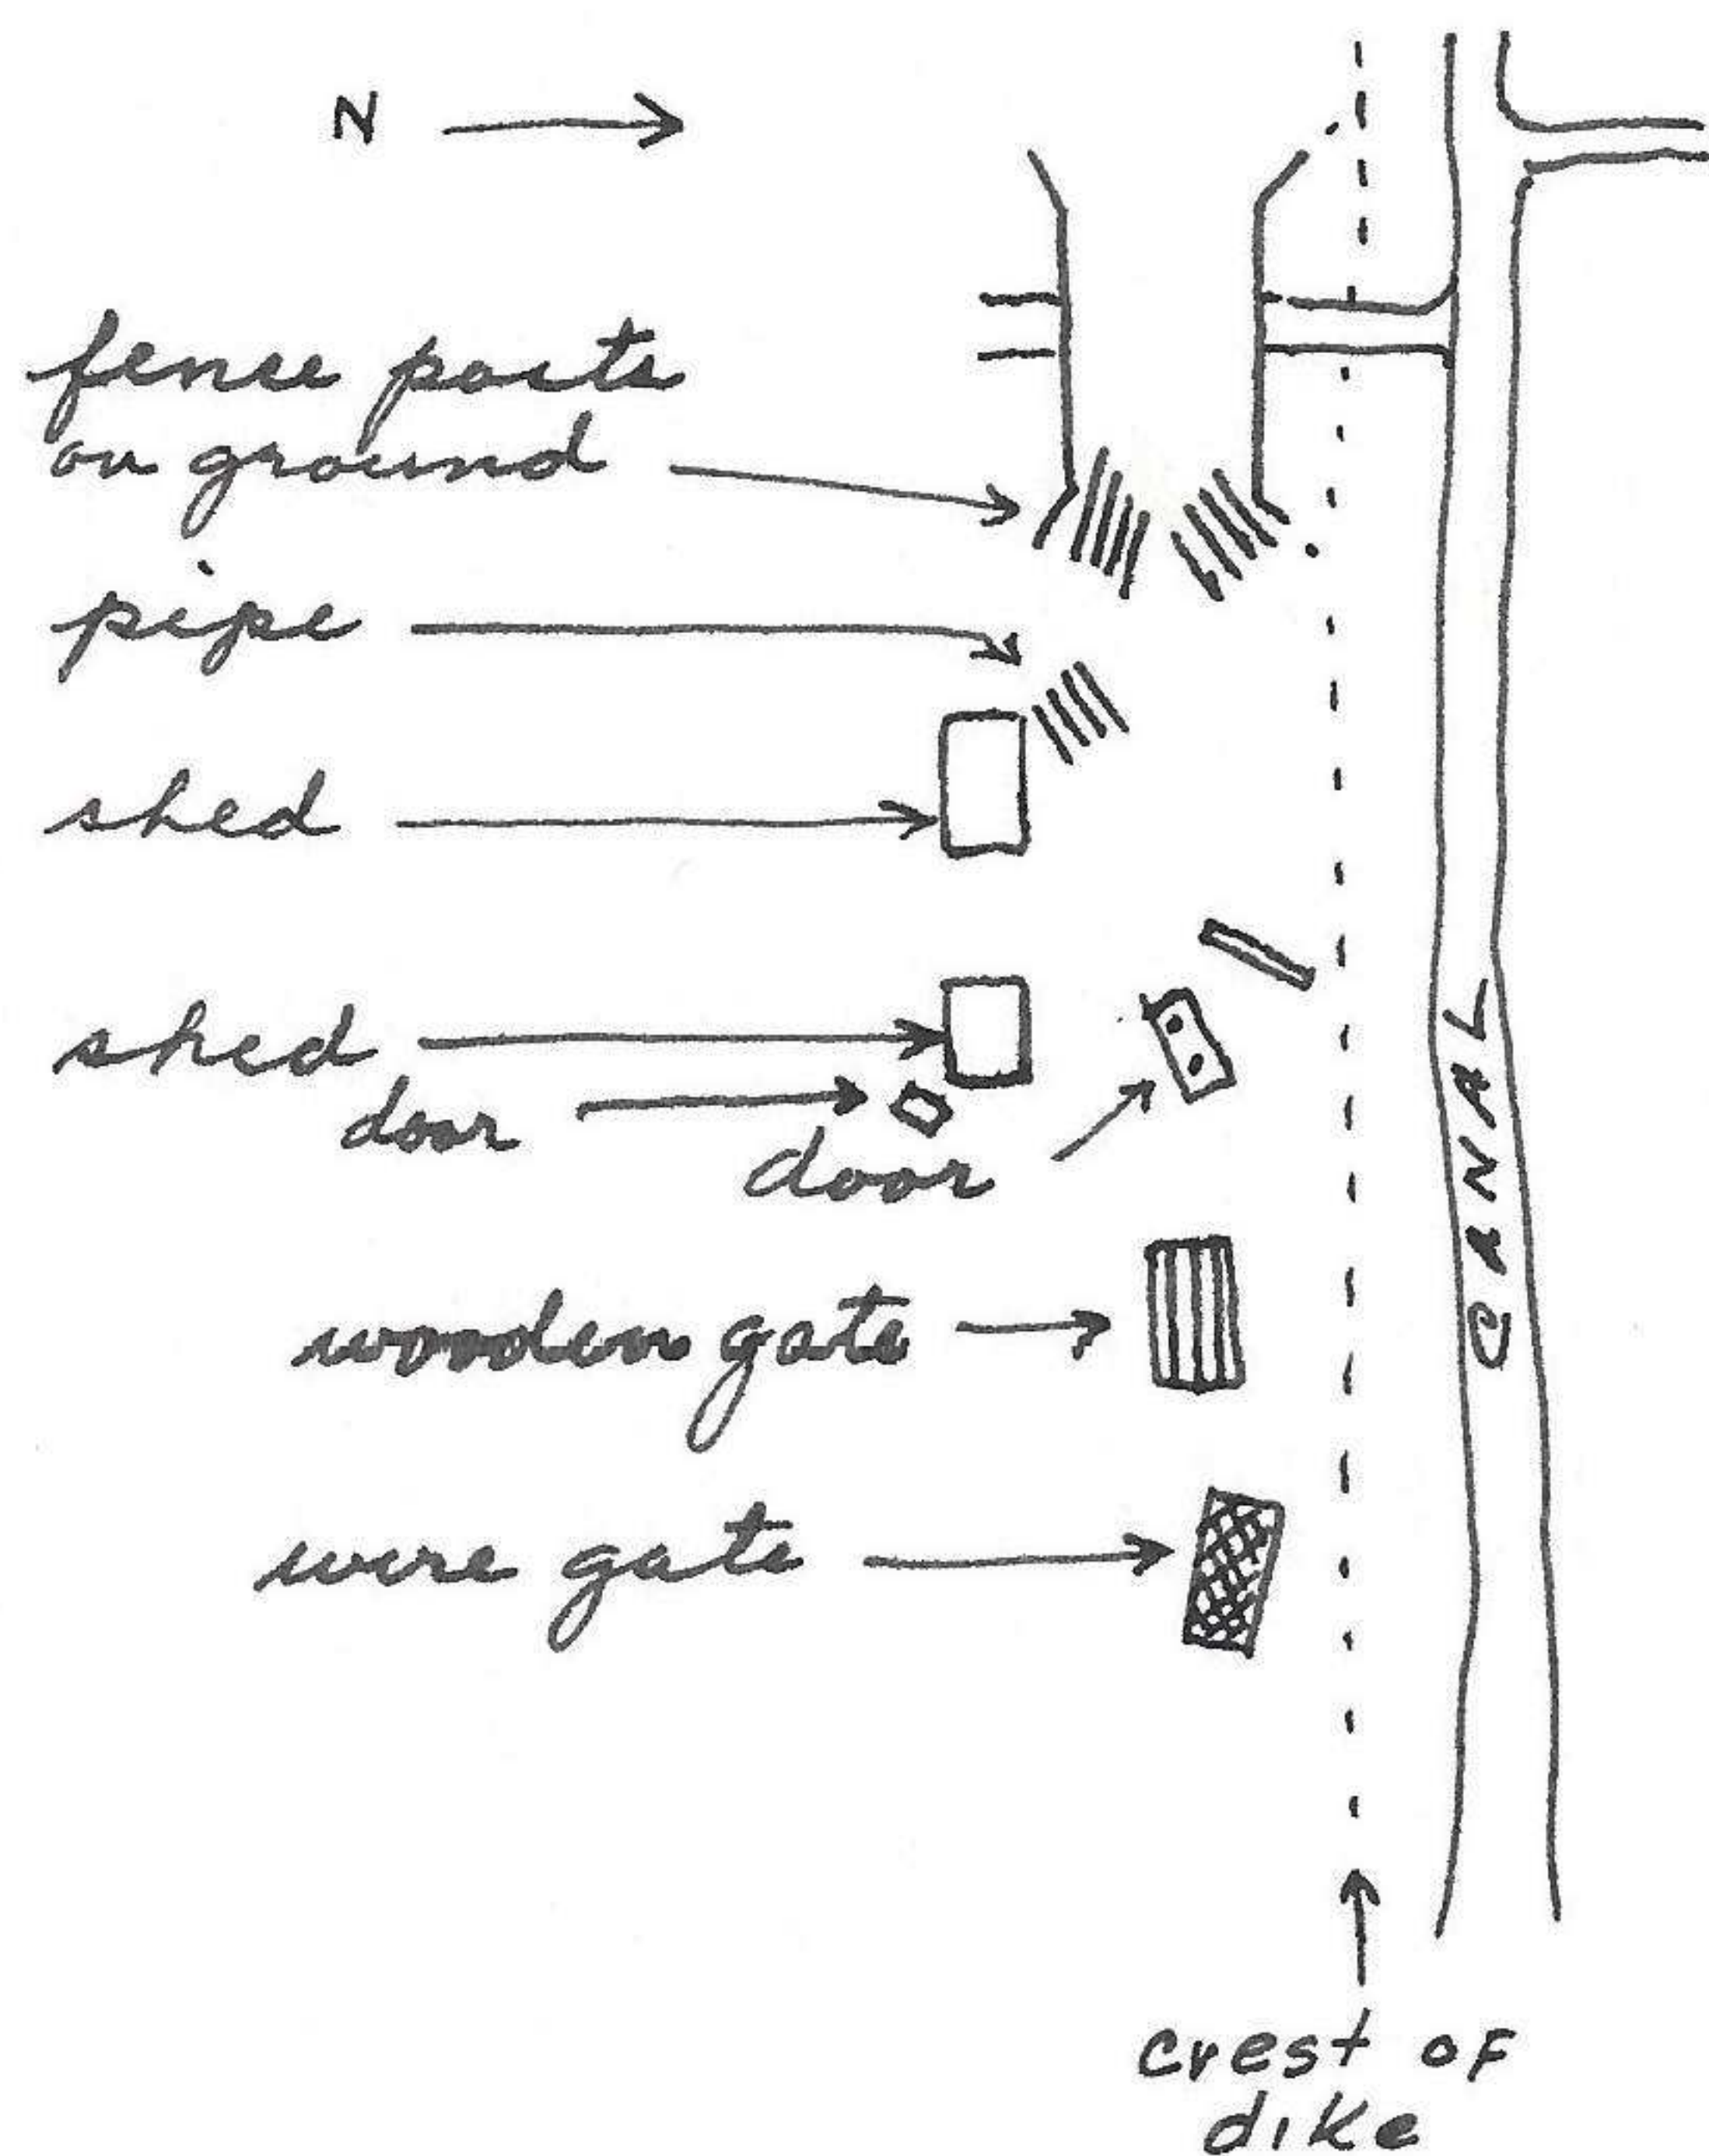 N
fence posts
on ground
pipe
shed
shed
door
door
wooden gate
wire gate
CANAL
crest of
dike